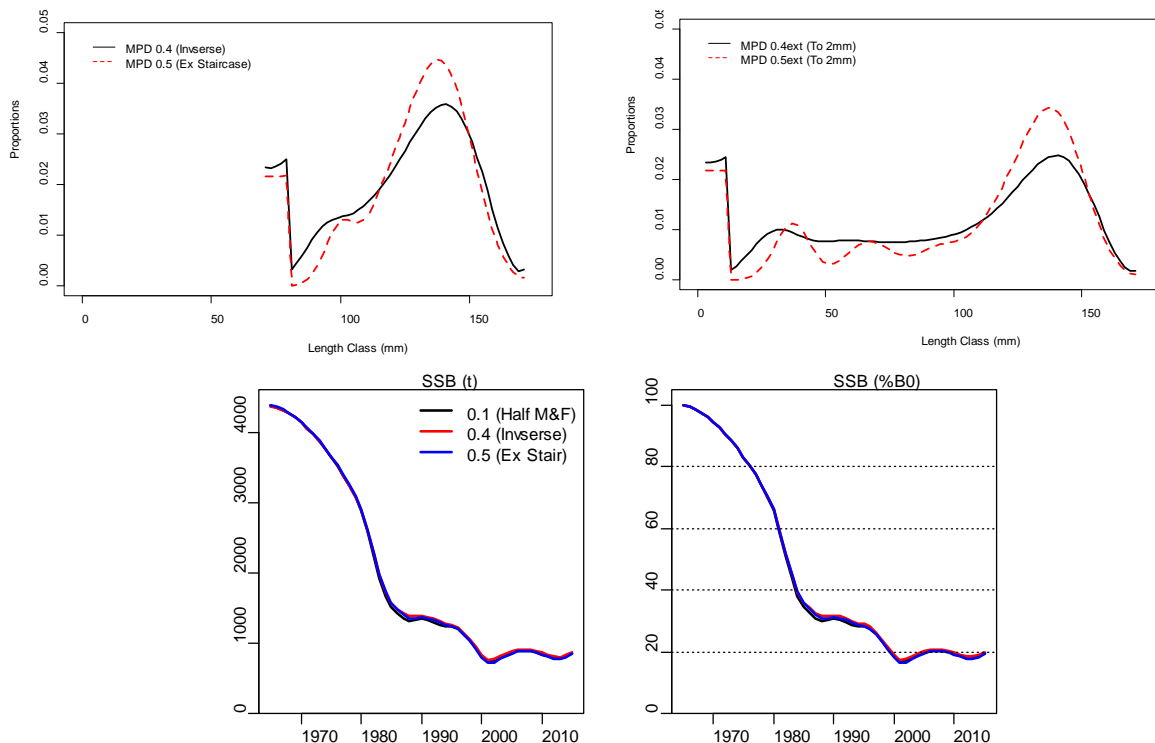 MPD 0.4 (Invserse)
MPD 0.5 (Ex Staircase)
Proportions
0.00 0.01 0.02 0.03 0.04 0.05
0 50 100 150
Length Class (mm)
MPD 0.4ext (To 2mm)
MPD 0.5ext (To 2mm)
Proportions
0.00 0.01 0.02 0.03 0.04
0 50 100 150
Length Class (mm)
SSB (t)
0.1 (Half M&F)
0.4 (Invserse)
0.5 (Ex Stair)
0 1000 2000 3000 4000
1970 1980 1990 2000 2010
SSB (%B0)
0 20 40 60 80 100
1970 1980 1990 2000 2010